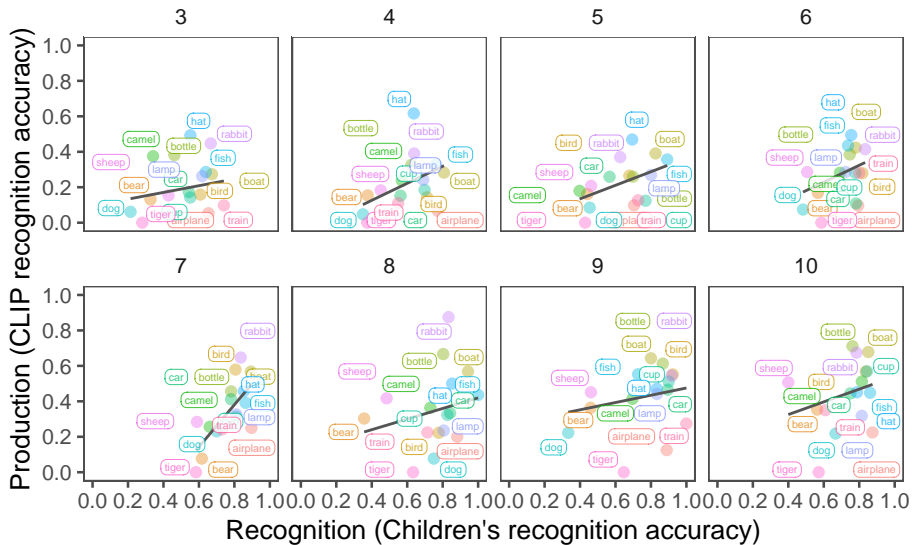 3 4 5 6
1.0
0.8
0.6
0.4
0.2
0.0
hat
camel
rabbit
bottle
sheep
lamp
fish
car
boat
bear
bird
dog
tiger
train
airplane
hat
bottle
rabbit
camel
fish
sheep
cup
lamp
bear
train
bird
dog
tiger
car
airplane
hat
bird
boat
rabbit
sheep
car
fish
lamp
camel
bear
bottle
tiger
dog
train
cup
hat
bottle
boat
rabbit
sheep
lamp
train
camel
cup
bird
car
bear
dog
tiger
airplane
7 8 9 10
1.0
0.8
0.6
0.4
0.2
0.0
rabbit
bird
car
bottle
boat
hat
camel
fish
sheep
train
lamp
dog
airplane
tiger
bear
rabbit
bottle
boat
sheep
fish
hat
car
cup
bear
lamp
train
bird
airplane
tiger
dog
bottle
rabbit
boat
bird
fish
cup
sheep
hat
car
camel
lamp
bear
dog
airplane
train
tiger
bottle
boat
rabbit
cup
sheep
bird
camel
fish
car
bear
hat
dog
lamp
tiger
airplane
0.0 0.2 0.4 0.6 0.8 1.0 0.0 0.2 0.4 0.6 0.8 1.0 0.0 0.2 0.4 0.6 0.8 1.0 0.0 0.2 0.4 0.6 0.8 1.0
Production (CLIP recognition accuracy)
Recognition (Children's recognition accuracy)